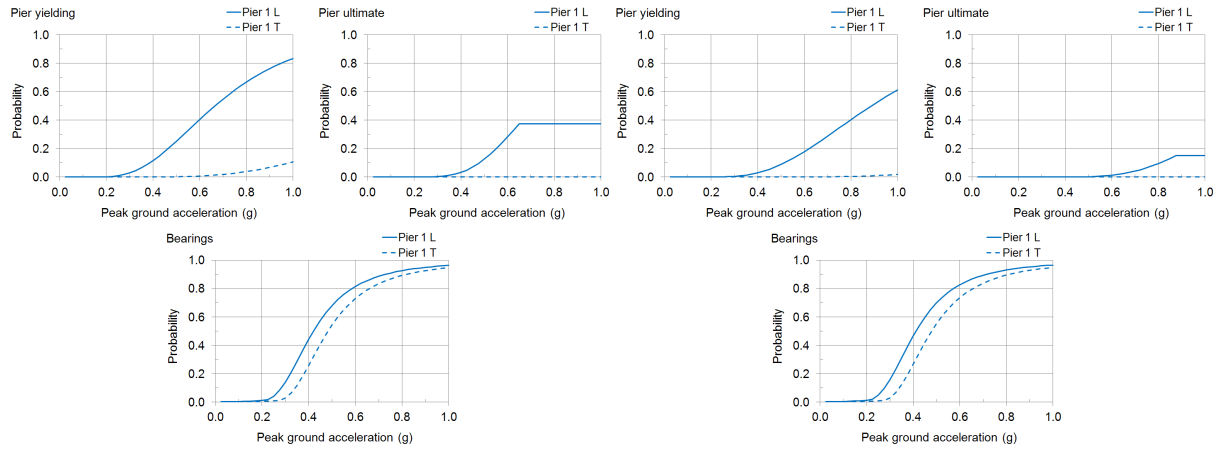 Pier yielding
Pier 1 L
Pier 1 T
1.0
0.8
0.6
0.4
0.2
0.0
Probability
0.0 0.2 0.4 0.6 0.8 1.0
Peak ground acceleration (g)
Pier ultimate
Pier 1 L
Pier 1 T
1.0
0.8
0.6
0.4
0.2
0.0
Probability
0.0 0.2 0.4 0.6 0.8 1.0
Peak ground acceleration (g)
Pier yielding
Pier 1 L
Pier 1 T
1.0
0.8
0.6
0.4
0.2
0.0
Probability
0.0 0.2 0.4 0.6 0.8 1.0
Peak ground acceleration (g)
Pier ultimate
Pier 1 L
Pier 1 T
1.0
0.8
0.6
0.4
0.2
0.0
Probability
0.0 0.2 0.4 0.6 0.8 1.0
Peak ground acceleration (g)
Bearings
Pier 1 L
Pier 1 T
1.0
0.8
0.6
0.4
0.2
0.0
Probability
0.0 0.2 0.4 0.6 0.8 1.0
Peak ground acceleration (g)
Bearings
Pier 1 L
Pier 1 T
1.0
0.8
0.6
0.4
0.2
0.0
Probability
0.0 0.2 0.4 0.6 0.8 1.0
Peak ground acceleration (g)